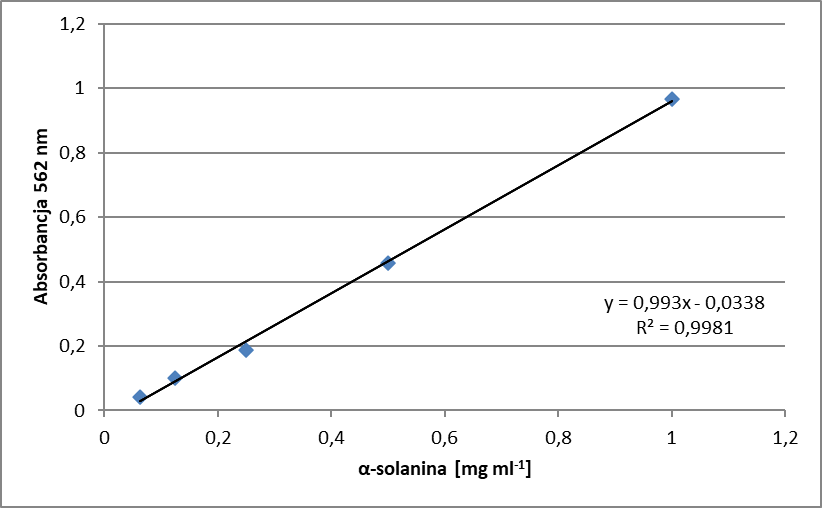 1,2
1
0,8
0,6
0,4
0,2
0
Absorbancja 562 nm
y = 0,993x - 0,0338
R² = 0,9981
0 0,2 0,4 0,6 0,8 1 1,2
α-solanina [mg ml⁻¹]